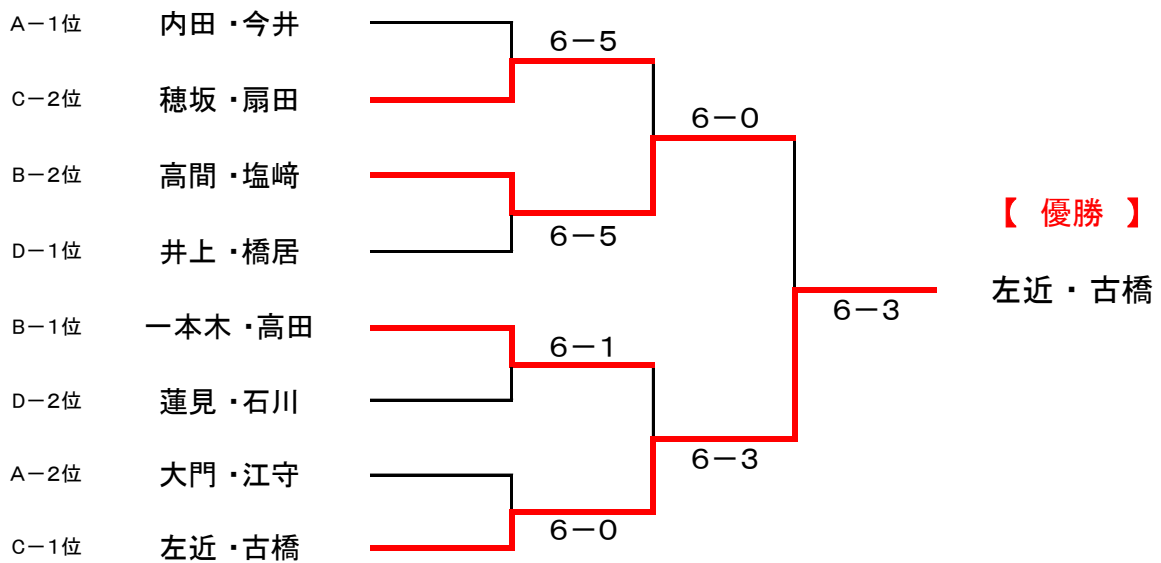 A－1位 内田 ・今井
6－5
C－2位 穂坂 ・扇田
6－0
B－2位 高間 ・塩﨑
【 優勝 】
6－5
D－1位 井上 ・橋居
左近 ・ 古橋
6－3
B－1位 一本木 ・高田
6－1
D－2位 蓮見 ・石川
6－3
A－2位 大門 ・江守
6－0
C－1位 左近 ・古橋